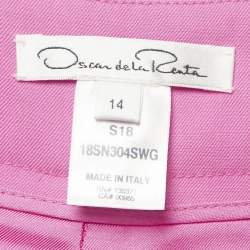 Oscar de la Renta
14
S18
18SN304SWG
MADE IN ITALY